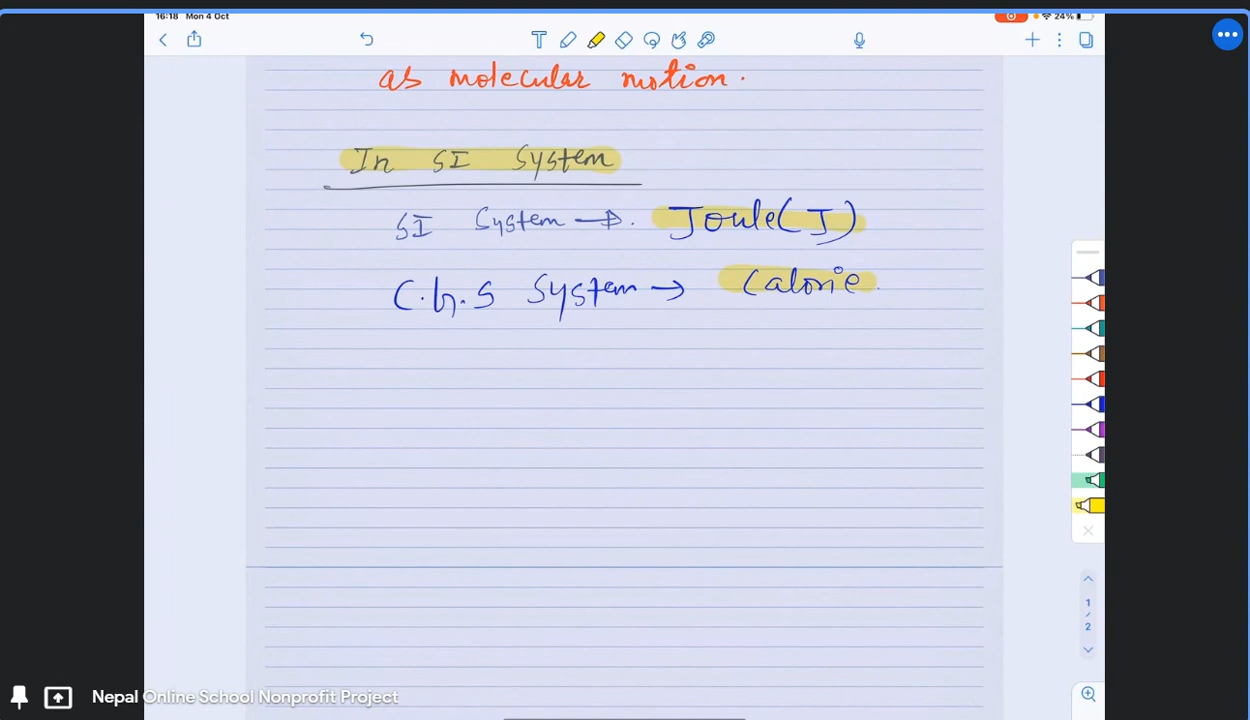 16:18 Mon 4 Oct
24%
as molecular motion.
In SI System
SI System → Joule (J)
C.G.S System → Calorie.
1
/
2
Nepal Online School Nonprofit Project